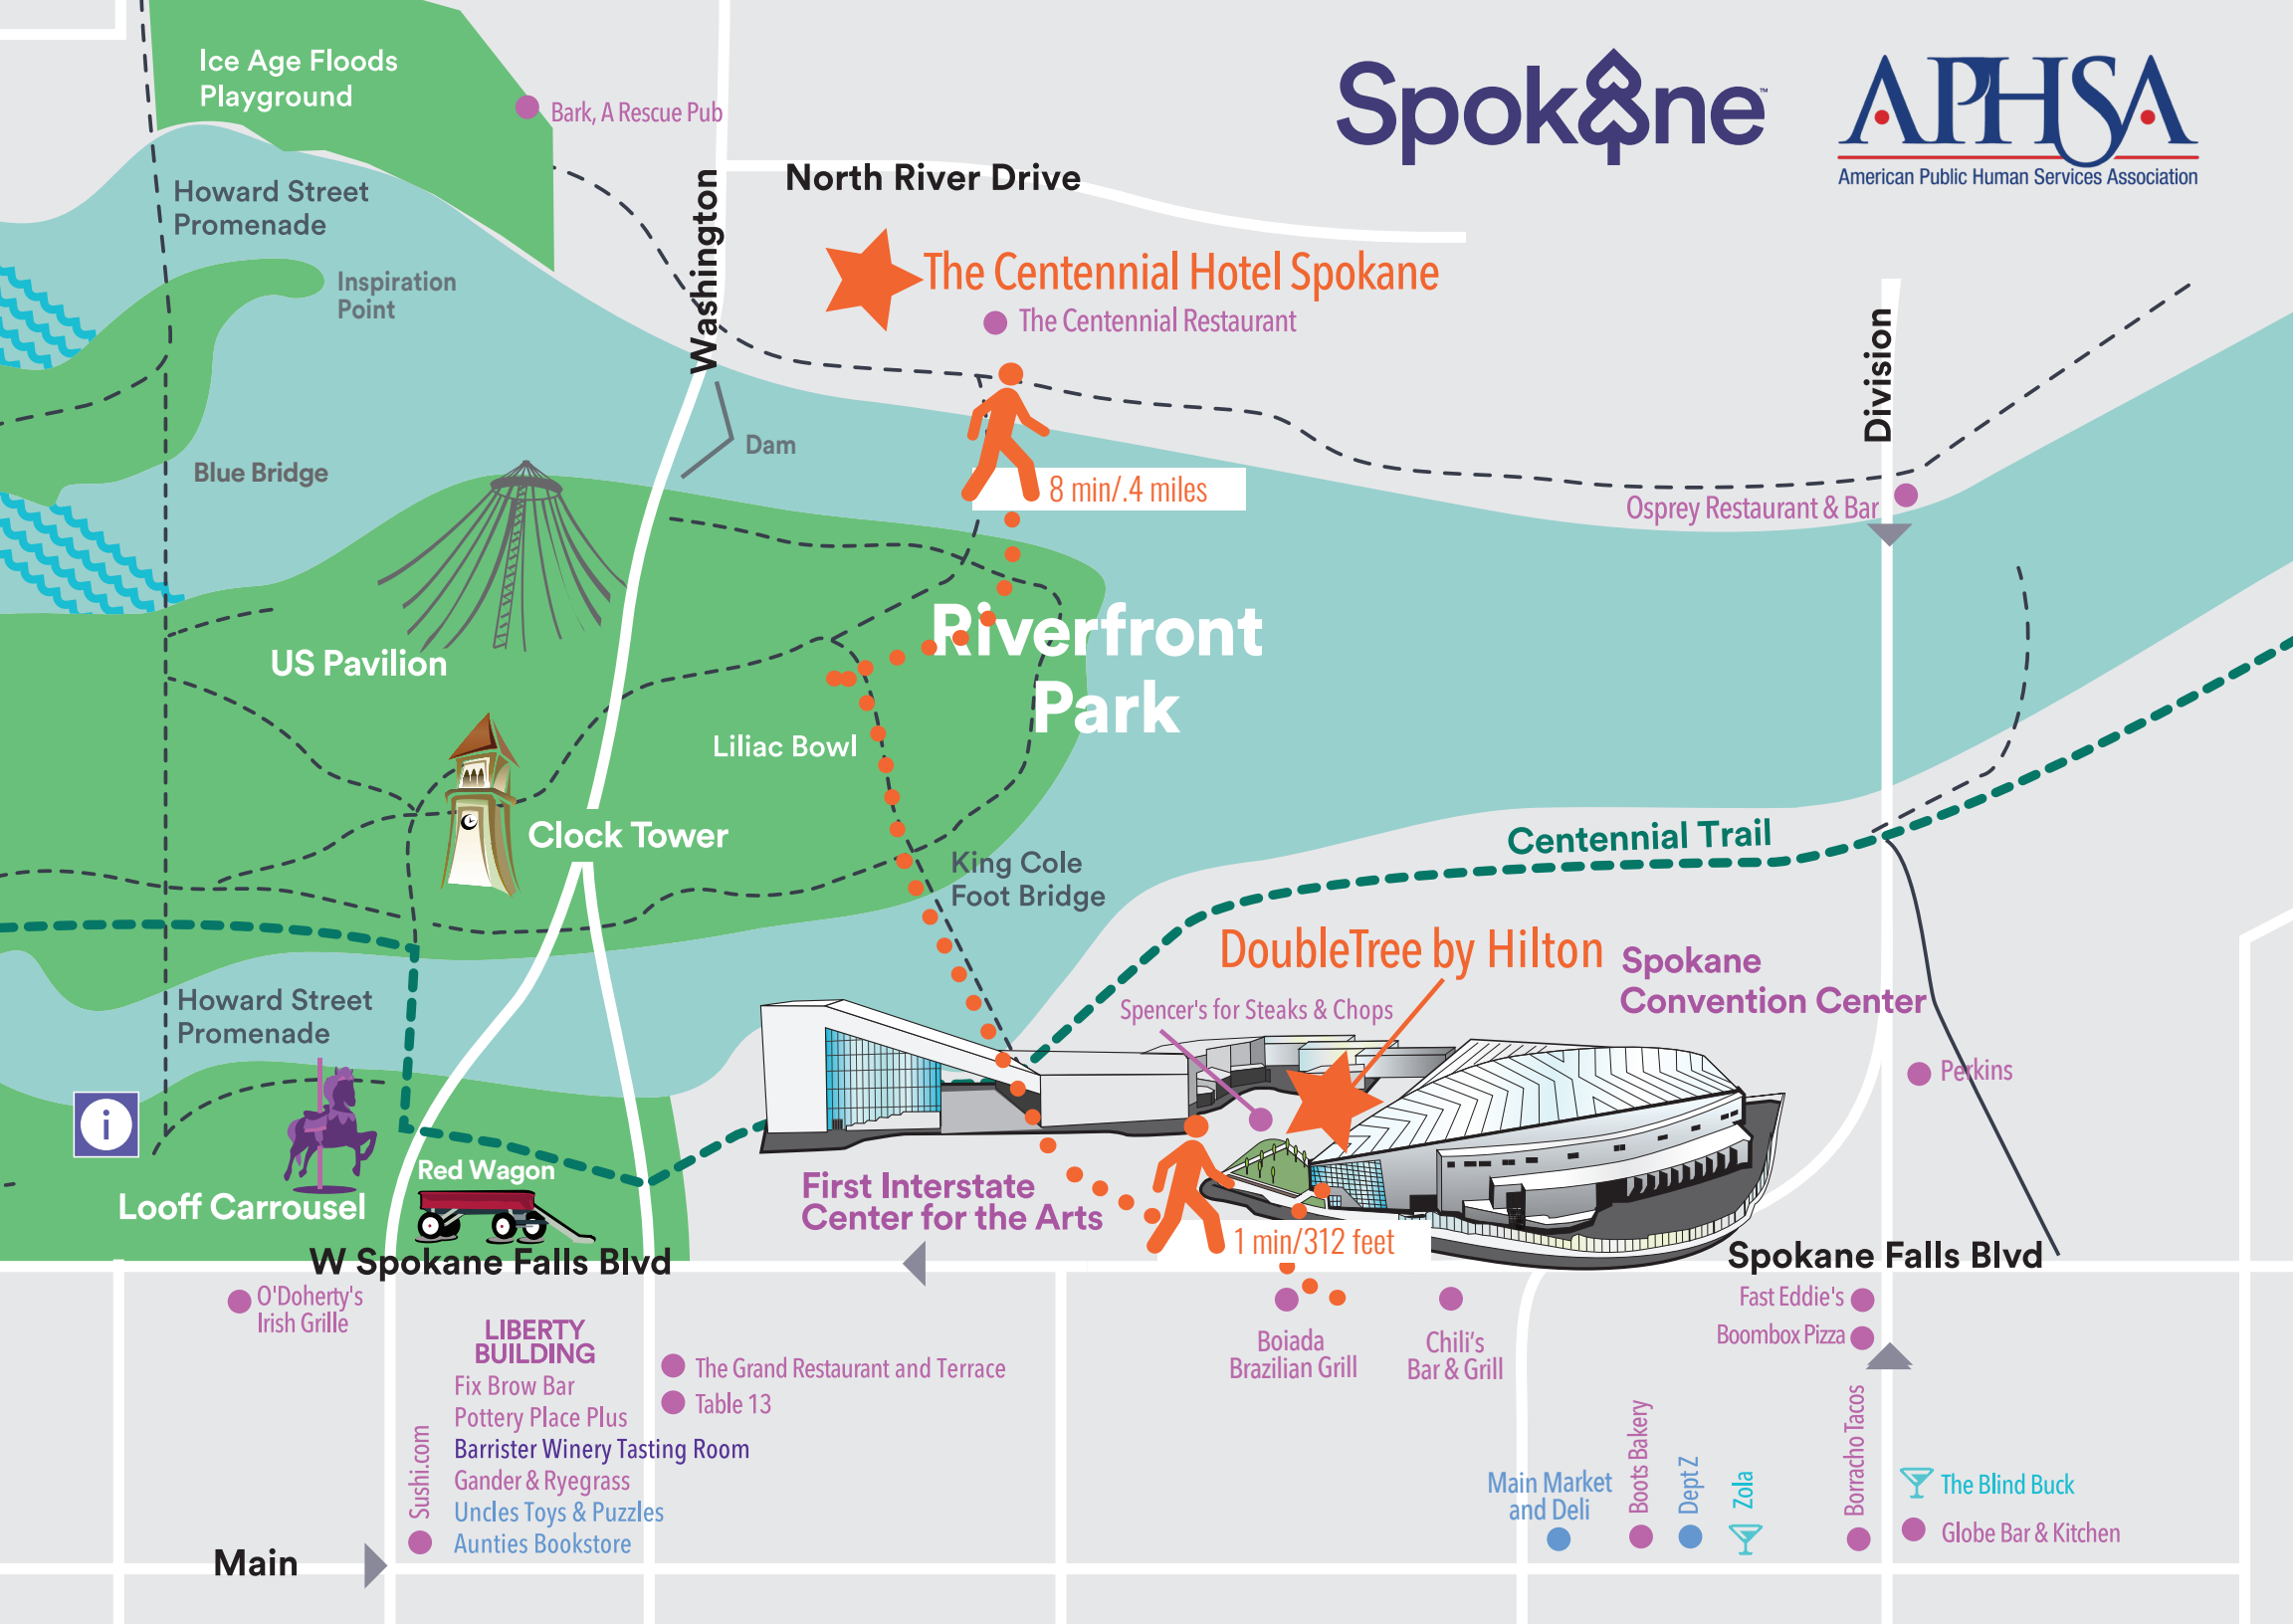 Ice Age Floods
Playground
Bark, A Rescue Pub
Spokane™
APHSA
American Public Human Services Association
Howard Street
Promenade
Washington
North River Drive
Inspiration
Point
The Centennial Hotel Spokane
The Centennial Restaurant
Division
Blue Bridge
Dam
8 min/.4 miles
Osprey Restaurant & Bar
US Pavilion
Riverfront
Park
Liliac Bowl
Clock Tower
King Cole
Foot Bridge
Centennial Trail
DoubleTree by Hilton
Spokane
Convention Center
Spencer's for Steaks & Chops
Howard Street
Promenade
Perkins
i
Red Wagon
Looff Carrousel
First Interstate
Center for the Arts
1 min/312 feet
W Spokane Falls Blvd
Spokane Falls Blvd
O'Doherty's
Irish Grille
Fast Eddie's
Boombox Pizza
LIBERTY
BUILDING
Fix Brow Bar
Pottery Place Plus
Barrister Winery Tasting Room
Gander & Ryegrass
Uncles Toys & Puzzles
Aunties Bookstore
Sushi.com
The Grand Restaurant and Terrace
Table 13
Boiada
Brazilian Grill
Chili's
Bar & Grill
Main Market
and Deli
Boots Bakery
Dept Z
Zola
Borracho Tacos
The Blind Buck
Globe Bar & Kitchen
Main